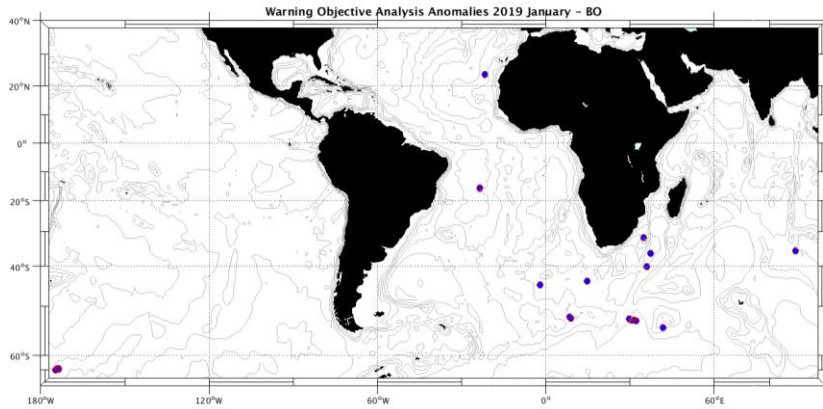 Warning Objective Analysis Anomalies 2019 January - BO
40°N
20°N
0°
20°S
40°S
60°S
180°W
120°W
60°W
0°
60°E